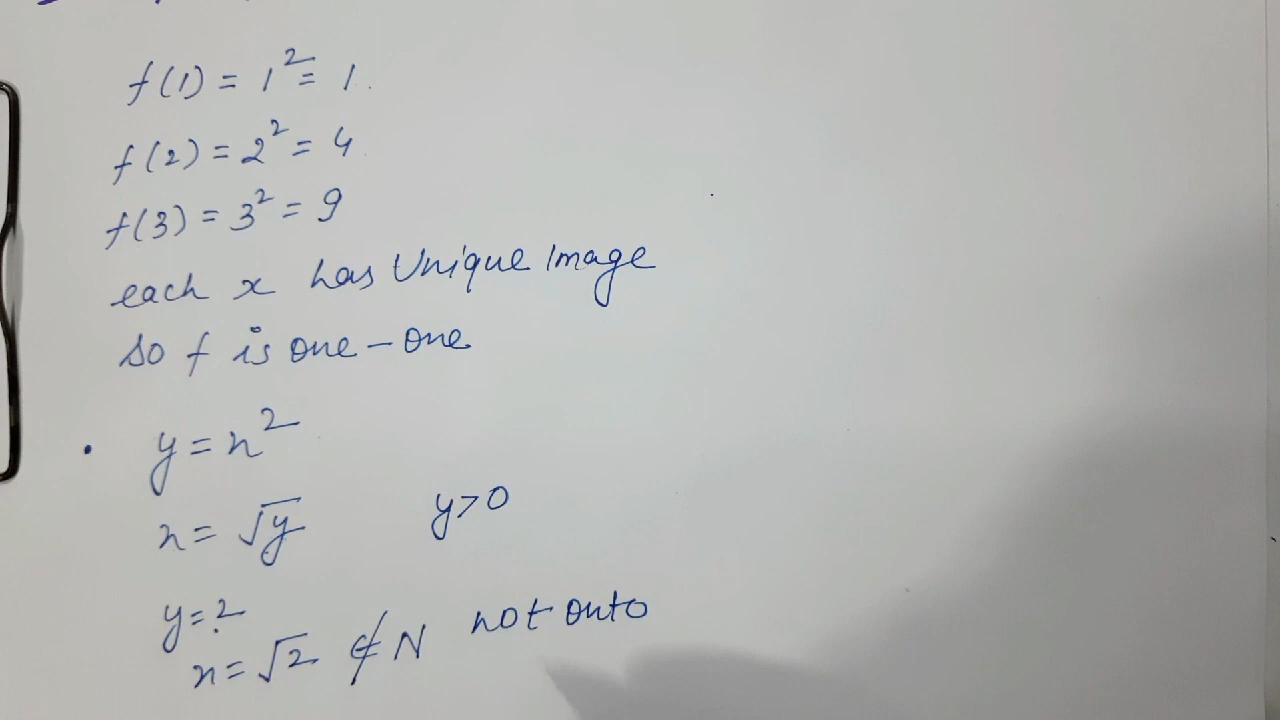 f(1) = 1² = 1.
f(2) = 2² = 4
f(3) = 3² = 9
each x has Unique Image
so f is one-one
• y = x²
x = √y y>0
y=2
x = √2 ∉ N not onto